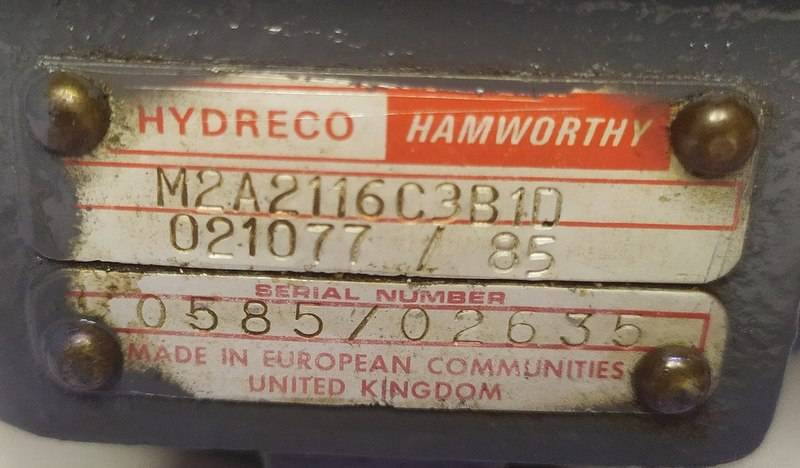 HYDRECO HAMWORTHY
M2A2116C3B1D
021077 / 85
SERIAL NUMBER
0585/02635
MADE IN EUROPEAN COMMUNITIES
UNITED KINGDOM